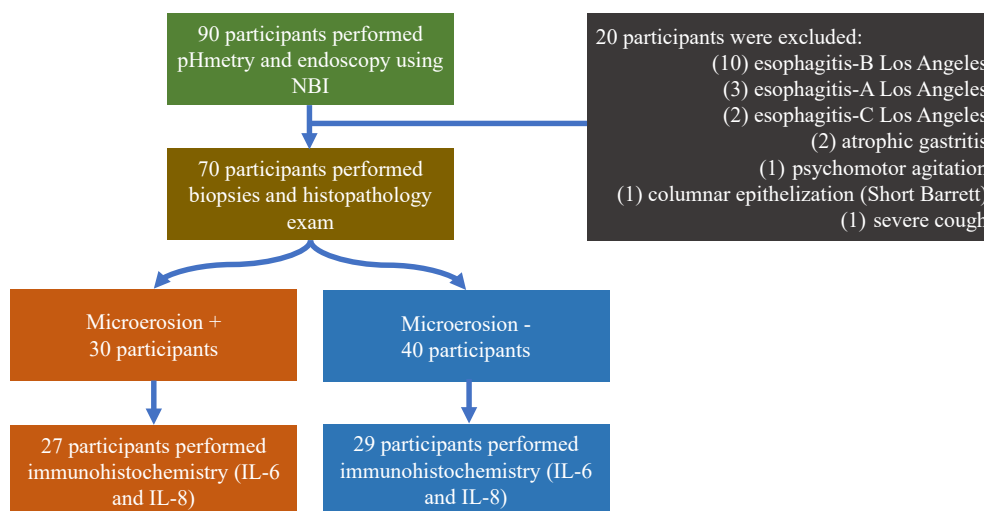 90 participants performed
pHmetry and endoscopy using
NBI
20 participants were excluded:
(10) esophagitis-B Los Angeles
(3) esophagitis-A Los Angeles
(2) esophagitis-C Los Angeles
(2) atrophic gastritis
(1) psychomotor agitation
(1) columnar epithelization (Short Barrett)
(1) severe cough
70 participants performed
biopsies and histopathology
exam
Microerosion +
30 participants
Microerosion -
40 participants
27 participants performed
immunohistochemistry (IL-6
and IL-8)
29 participants performed
immunohistochemistry (IL-6
and IL-8)